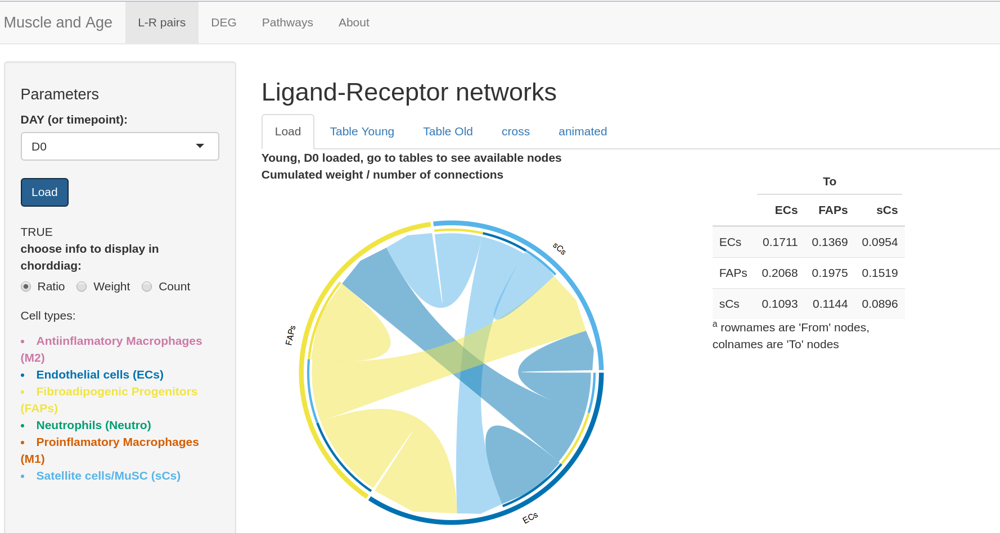 Muscle and Age
L-R pairs
DEG
Pathways
About
Parameters
DAY (or timepoint):
D0
Load
TRUE
choose info to display in
chorddiag:
Ratio
Weight
Count
Cell types:
• Antiinflamatory Macrophages
(M2)
• Endothelial cells (ECs)
• Fibroadipogenic Progenitors
(FAPs)
• Neutrophils (Neutro)
• Proinflamatory Macrophages
(M1)
• Satellite cells/MuSC (sCs)
Ligand-Receptor networks
Load
Table Young
Table Old
cross
animated
Young, D0 loaded, go to tables to see available nodes
Cumulated weight / number of connections
sCs
FAPs
ECs
To
ECs FAPs sCs
ECs 0.1711 0.1369 0.0954
FAPs 0.2068 0.1975 0.1519
sCs 0.1093 0.1144 0.0896
a rownames are 'From' nodes,
colnames are 'To' nodes